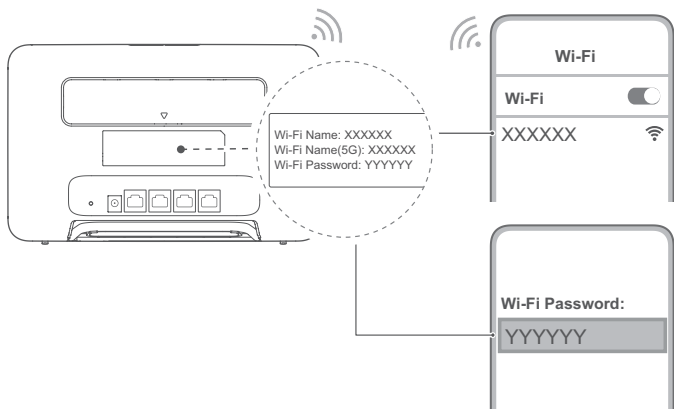 Wi-Fi Name: XXXXXX
Wi-Fi Name(5G): XXXXXX
Wi-Fi Password: YYYYYY
Wi-Fi
Wi-Fi
XXXXXX
Wi-Fi Password:
YYYYYY